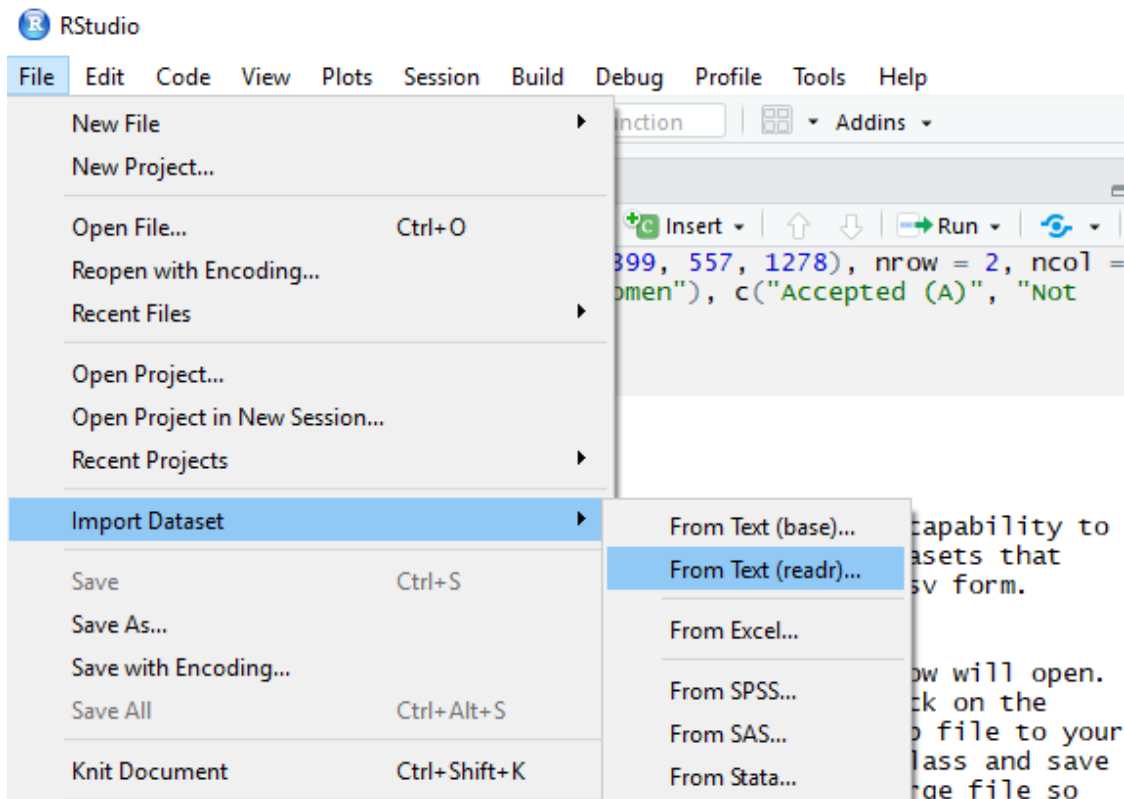 RStudio
File Edit Code View Plots Session Build Debug Profile Tools Help
New File
New Project...
Open File... Ctrl+O
Reopen with Encoding...
Recent Files
Open Project...
Open Project in New Session...
Recent Projects
Import Dataset
Save Ctrl+S
Save As...
Save with Encoding...
Save All Ctrl+Alt+S
Knit Document Ctrl+Shift+K
From Text (base)...
From Text (readr)...
From Excel...
From SPSS...
From SAS...
From Stata...
Addins
Insert Run
399, 557, 1278), nrow = 2, ncol =
omen"), c("Accepted (A)", "Not
capability to
asets that
sv form.
ow will open.
ck on the
file to your
lass and save
rge file so